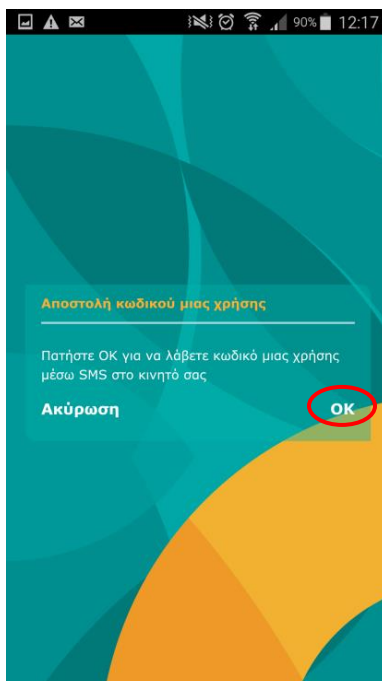 90% 12:17
Αποστολή κωδικού μιας χρήσης
Πατήστε ΟΚ για να λάβετε κωδικό μιας χρήσης
μέσω SMS στο κινητό σας
Ακύρωση OK